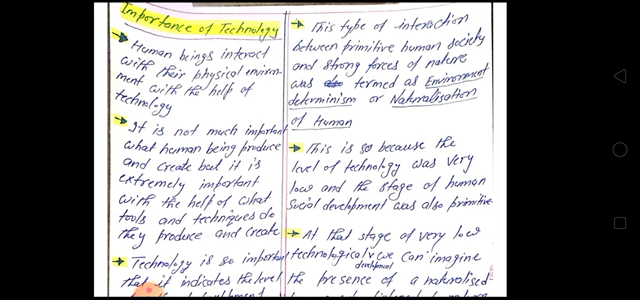 Importance of Technology
→ Human beings interact
with their physical environ-
ment with the help of
technology
→ It is not much important
what human being produce
and create but it is
extremely important
with the help of what
tools and techniques do
they produce and create
→ Technology is so important
that it indicates the level
→ This type of interaction
between primitive human society
and strong forces of nature
was termed as Environment
determinism or Naturalisation
of Human
→ This is so because the
level of technology was very
low and the stage of human
social development was also primitive
→ At that stage of very low
technological development we can imagine
the presence of a naturalised